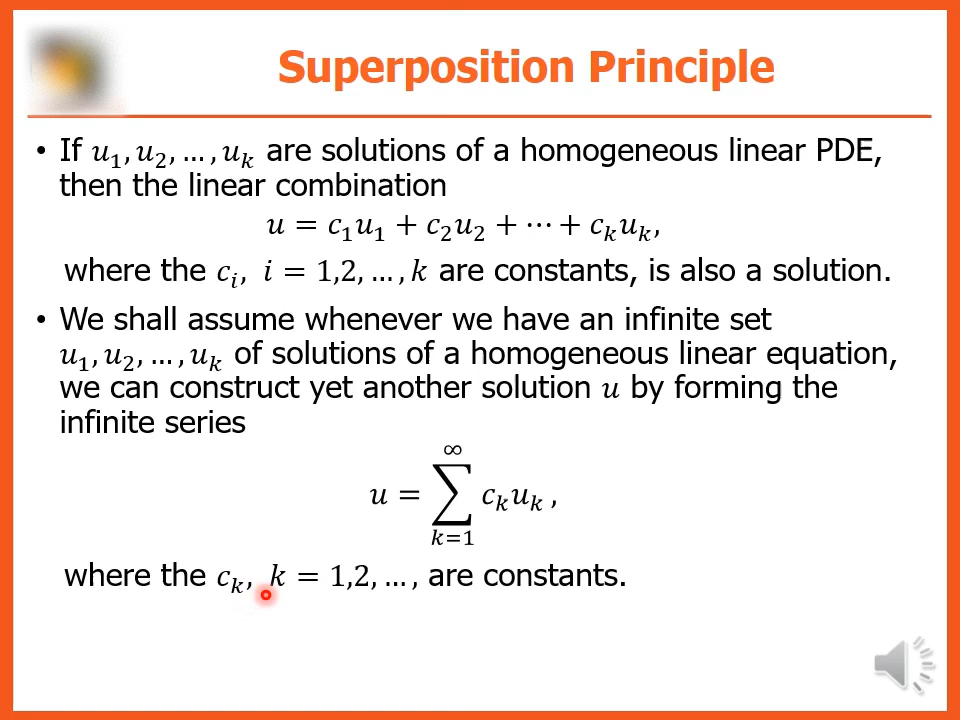 Superposition Principle
• If 𝑢₁, 𝑢₂, … , 𝑢ₖ are solutions of a homogeneous linear PDE,
then the linear combination
𝑢 = 𝑐₁𝑢₁ + 𝑐₂𝑢₂ + ⋯ + 𝑐ₖ𝑢ₖ,
where the 𝑐ᵢ, 𝑖 = 1,2, … , 𝑘 are constants, is also a solution.
• We shall assume whenever we have an infinite set
𝑢₁, 𝑢₂, … , 𝑢ₖ of solutions of a homogeneous linear equation,
we can construct yet another solution 𝑢 by forming the
infinite series
∞
𝑢 = ∑ 𝑐ₖ𝑢ₖ ,
𝑘=1
where the 𝑐ₖ, 𝑘 = 1,2, … , are constants.